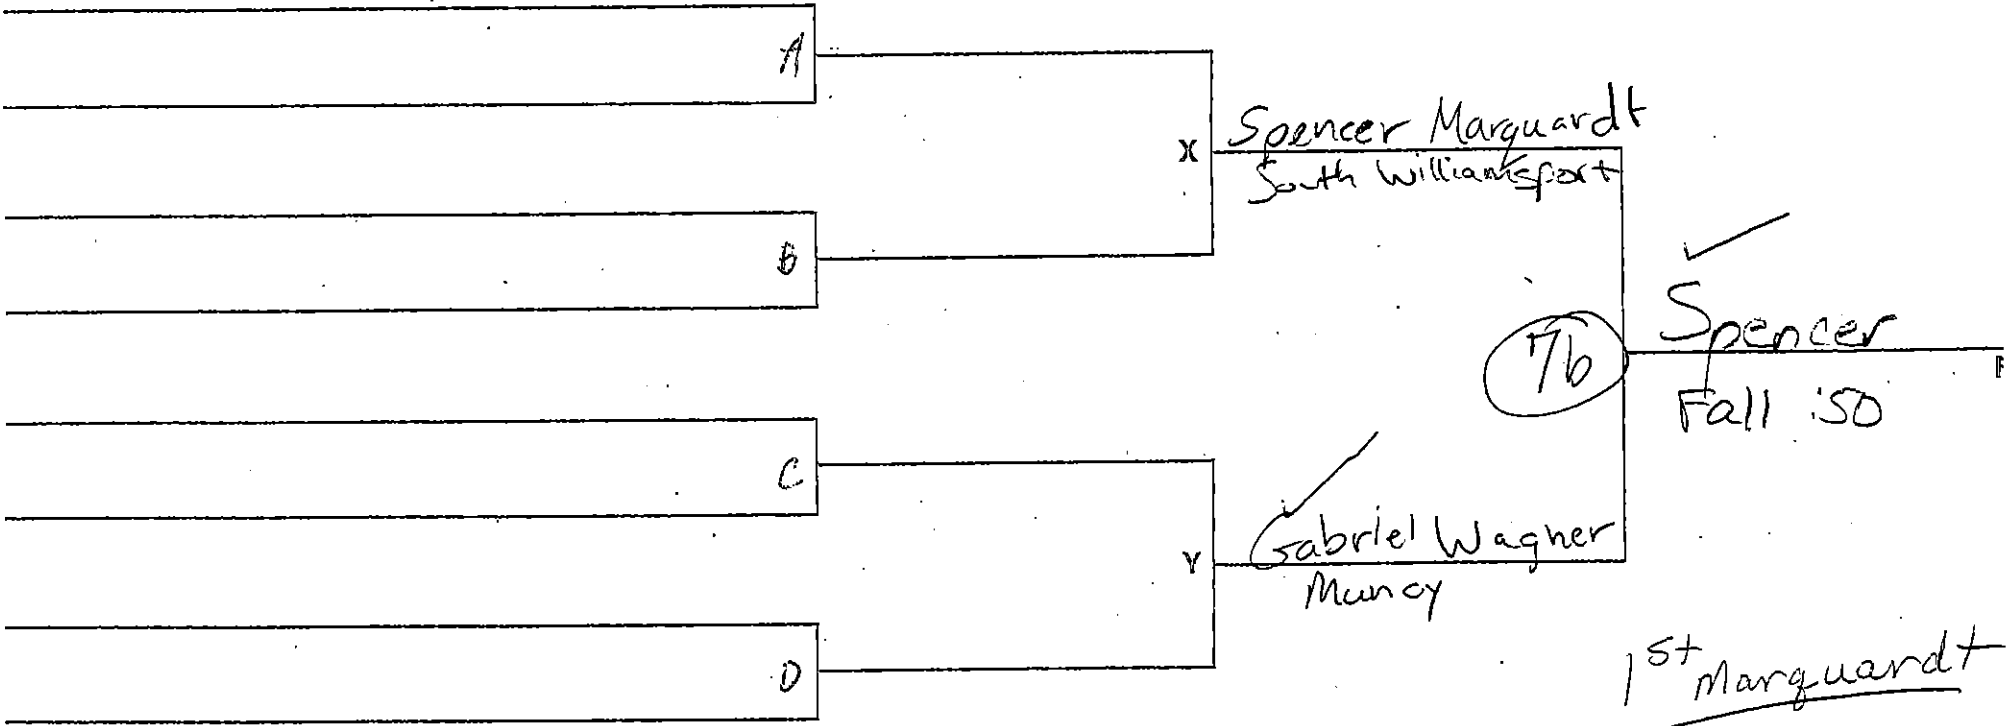 A
Spencer Marquardt
X
South Williamsport
B
Spencer
76
Fall :50
C
Gabriel Wagner
Y
Muncy
D
1st Marquardt